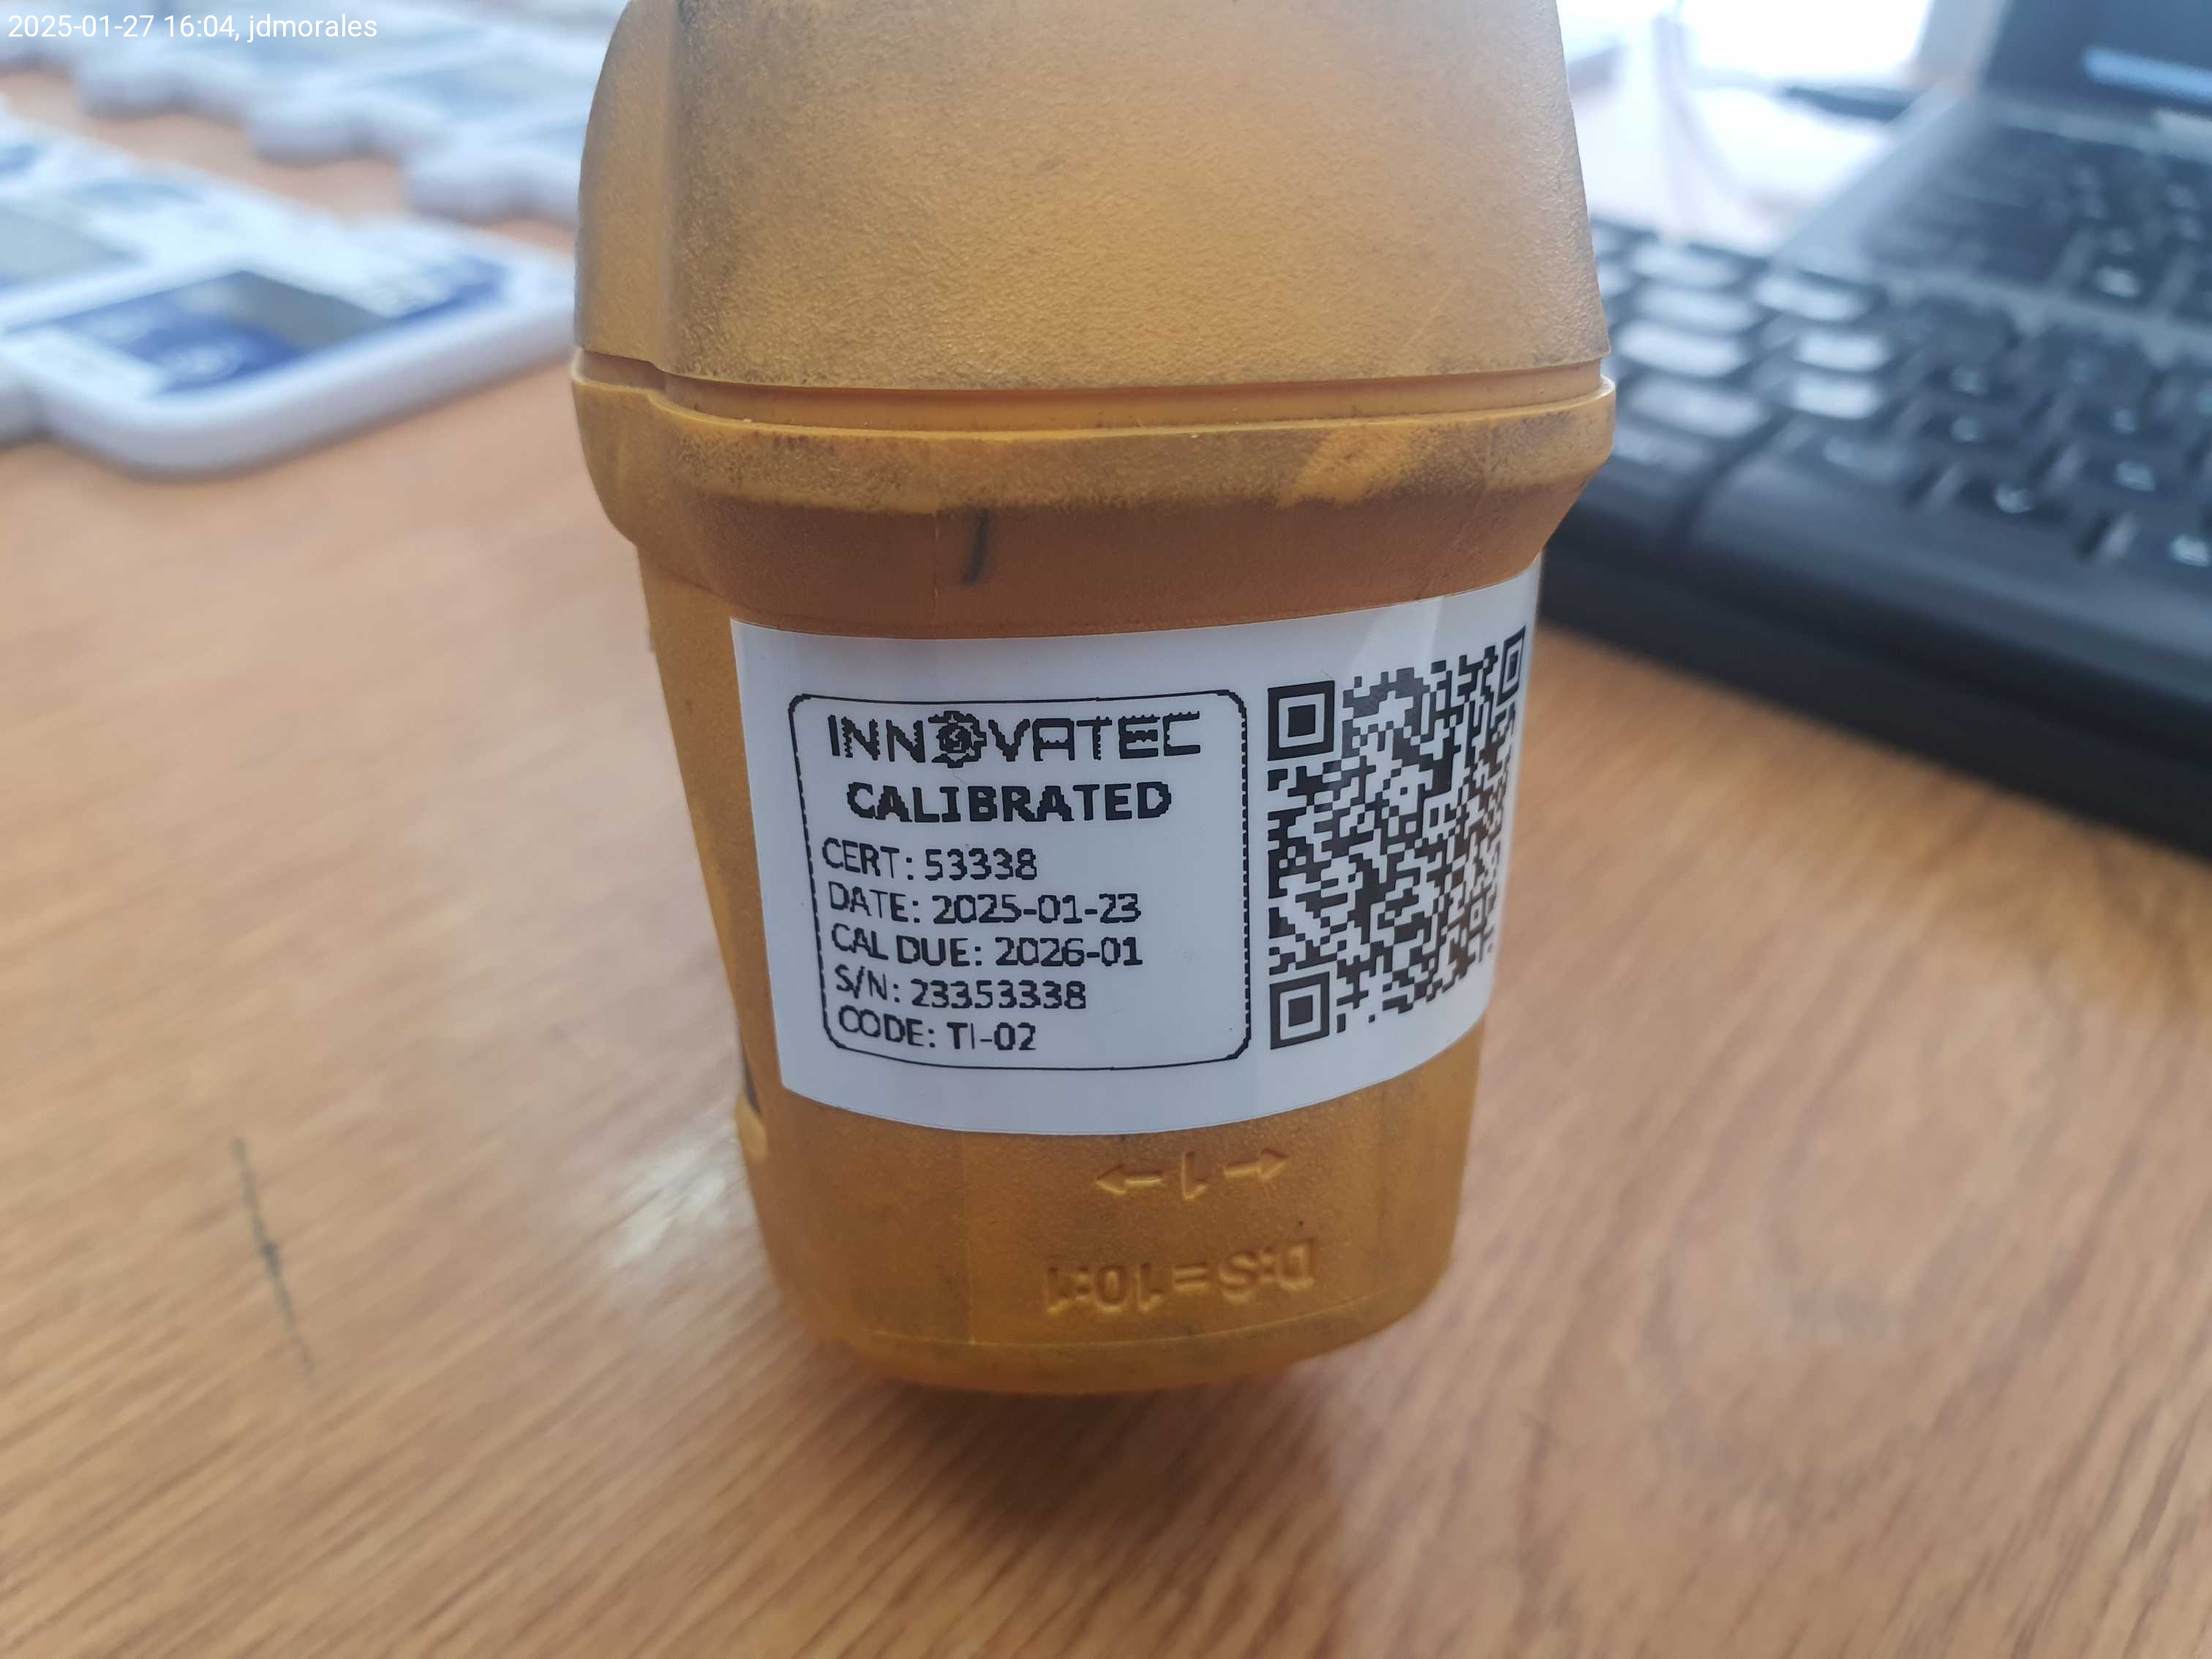 2025-01-27 16:04, jdmorales
INNOVATEC
CALIBRATED
CERT: 53338
DATE: 2025-01-23
CAL DUE: 2026-01
S/N: 23353338
CODE: TI-02
←1→
D:S=10:1